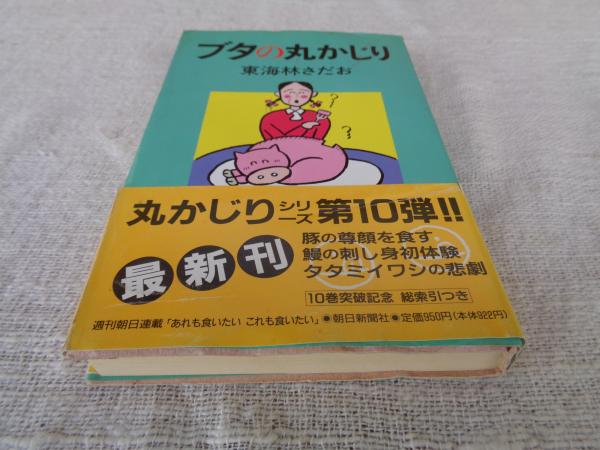 ブタの丸かじり
東海林さだお
丸かじりシリーズ第10弾!!
最新刊
豚の尊顔を食す
鰻の刺し身初体験
タタミイワシの悲劇
10巻突破記念 総索引つき
週刊朝日連載「あれも食いたい これも食いたい」●朝日新聞社●定価950円(本体922円)